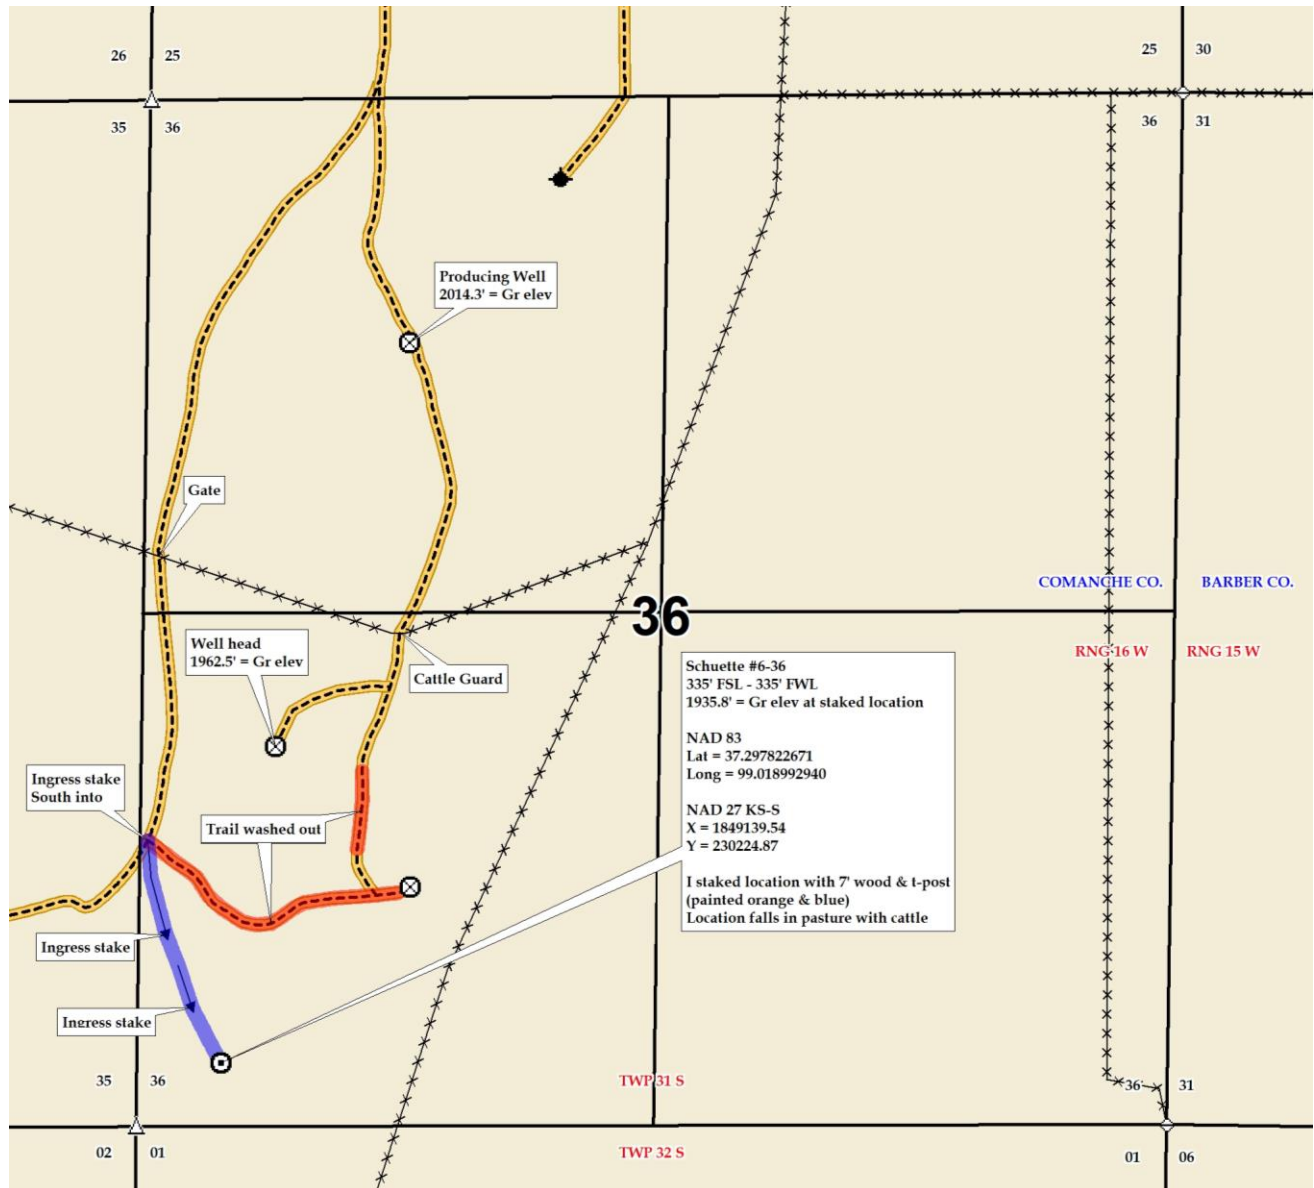 26 25
25 30
35 36
36 31
Producing Well
2014.3' = Gr elev
Gate
COMANCHE CO. BARBER CO.
36
Well head
1962.5' = Gr elev
RNG 16 W RNG 15 W
Cattle Guard
Schuette #6-36
335' FSL - 335' FWL
1935.8' = Gr elev at staked location
NAD 83
Lat = 37.297822671
Long = 99.018992940
NAD 27 KS-S
X = 1849139.54
Y = 230224.87
I staked location with 7' wood & t-post
(painted orange & blue)
Location falls in pasture with cattle
Ingress stake
South into
Trail washed out
Ingress stake
Ingress stake
35 36
TWP 31 S
36 31
02 01
TWP 32 S
01 06